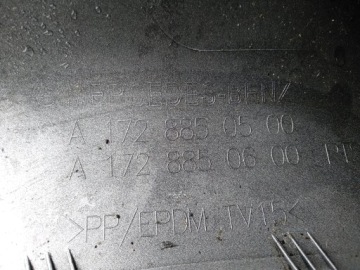 MERCEDES-BENZ
A 172 885 05 00
A 172 885 06 00
>PP/EPDM TV15<